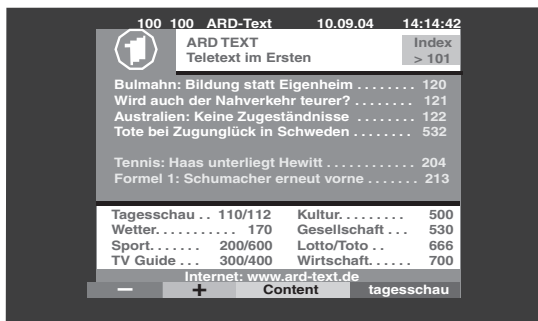 100 100 ARD-Text 10.09.04 14:14:42
ARD TEXT Index
Teletext im Ersten > 101
Bulmahn: Bildung statt Eigenheim . . . . . . . . 120
Wird auch der Nahverkehr teurer? . . . . . . . . 121
Australien: Keine Zugeständnisse . . . . . . . . 122
Tote bei Zugunglück in Schweden . . . . . . . . 532
Tennis: Haas unterliegt Hewitt . . . . . . . . . . . . 204
Formel 1: Schumacher erneut vorne . . . . . . . 213
Tagesschau . . 110/112 Kultur. . . . . . . . 500
Wetter. . . . . . . . . . . 170 Gesellschaft . . . 530
Sport. . . . . . 200/600 Lotto/Toto . . 666
TV Guide . . . 300/400 Wirtschaft. . . . . . 700
Internet: www.ard-text.de
− + Content tagesschau